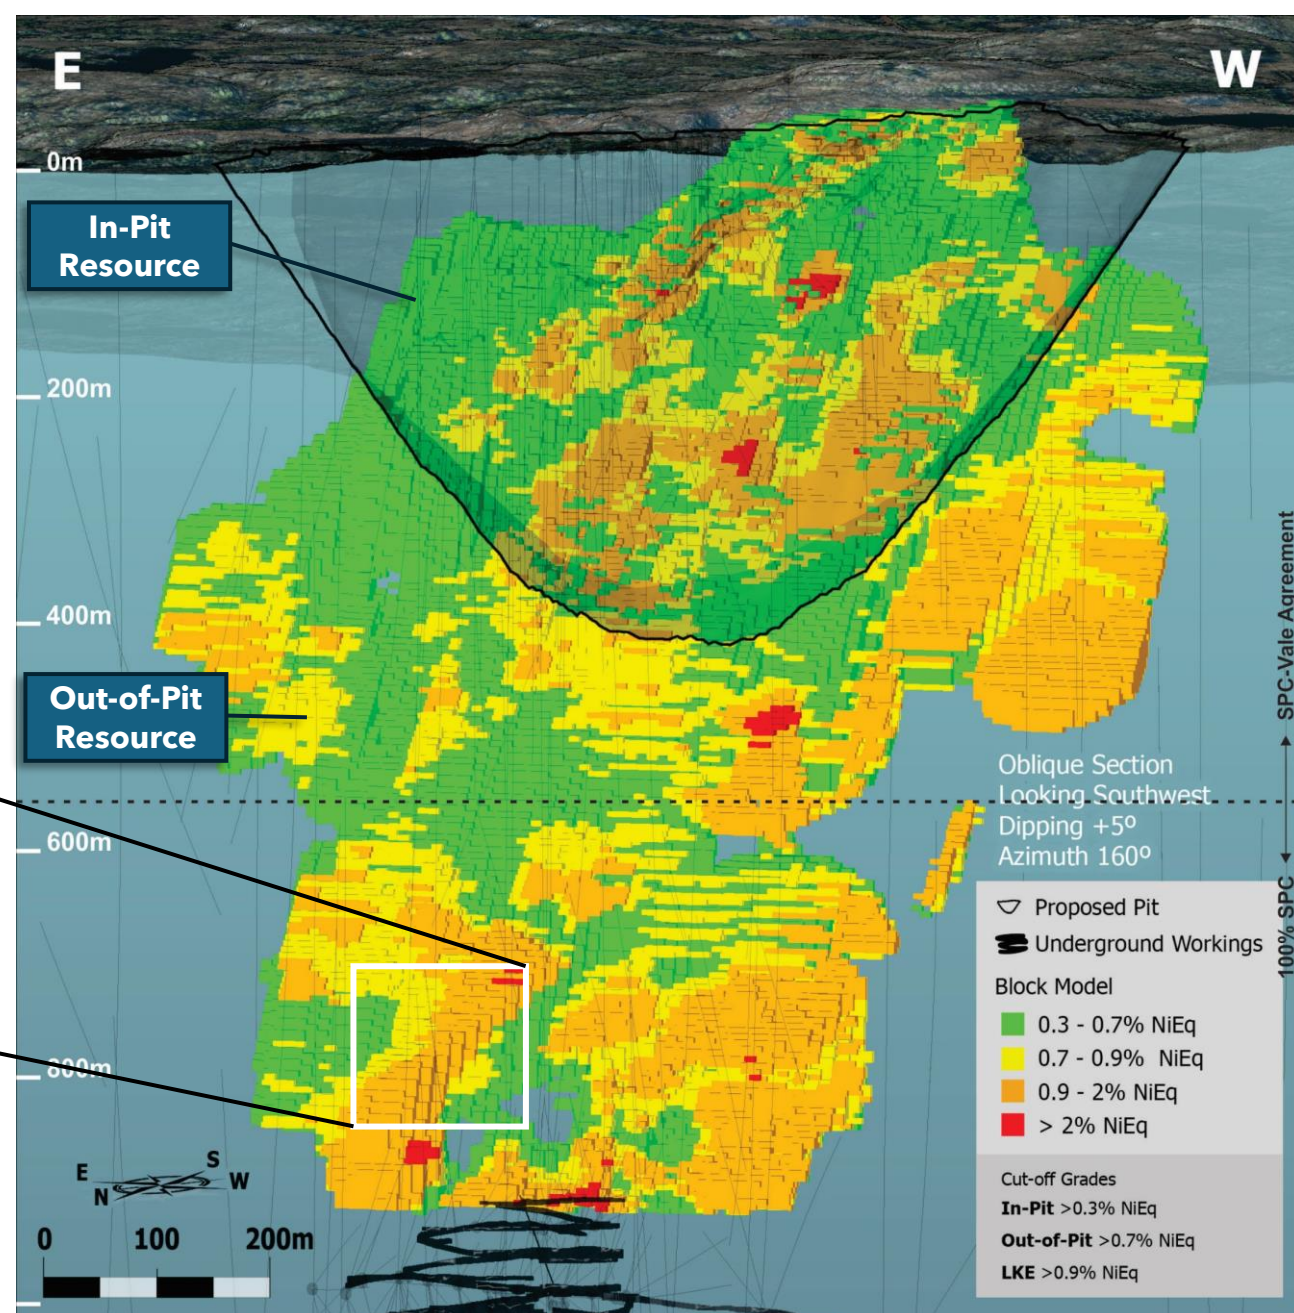 E
W
0m
In-Pit
Resource
200m
400m
Out-of-Pit
Resource
SPC-Vale Agreement
Oblique Section
Looking Southwest
Dipping +5º
Azimuth 160º
600m
100% SPC
Proposed Pit
Underground Workings
Block Model
0.3 - 0.7% NiEq
0.7 - 0.9% NiEq
0.9 - 2% NiEq
> 2% NiEq
800m
Cut-off Grades
In-Pit >0.3% NiEq
Out-of-Pit >0.7% NiEq
LKE >0.9% NiEq
E
S
N
W
0 100 200m